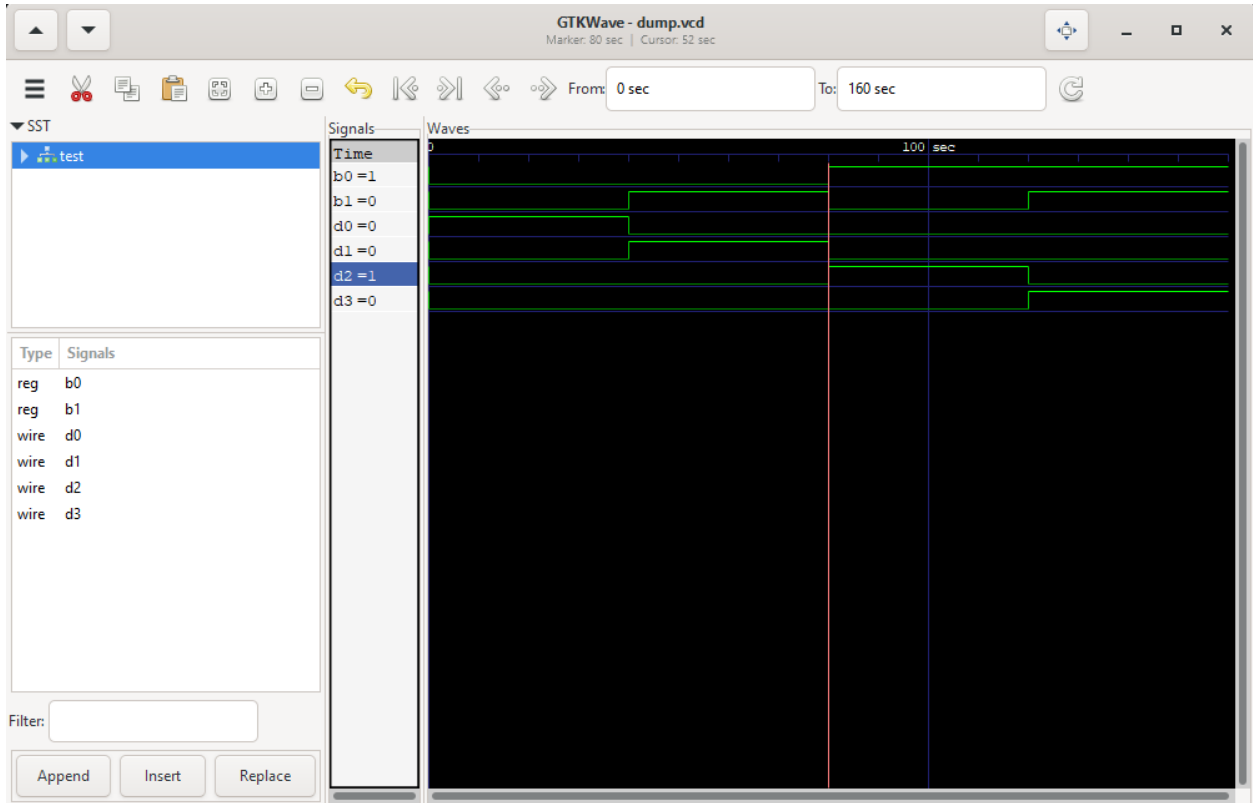 GTKWave - dump.vcd
Marker: 80 sec | Cursor: 52 sec
From: 0 sec To: 160 sec
SST
test
Type Signals
reg b0
reg b1
wire d0
wire d1
wire d2
wire d3
Filter:
Append Insert Replace
Signals
Time
b0 =1
b1 =0
d0 =0
d1 =0
d2 =1
d3 =0
Waves
0 100 sec